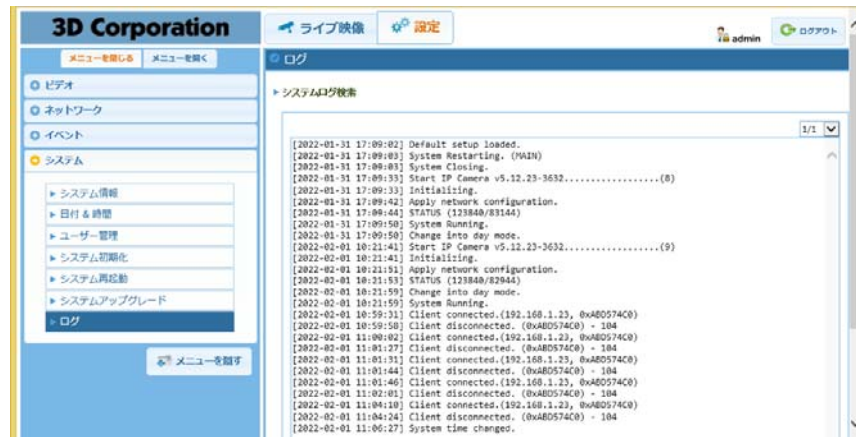 3D Corporation
ライブ映像
設定
admin
ログアウト
メニューを閉じる
メニューを開く
ビデオ
ネットワーク
イベント
システム
システム情報
日付 & 時間
ユーザー管理
システム初期化
システム再起動
システムアップグレード
ログ
メニューを隠す
ログ
システムログ検索
1/1
[2022-01-31 17:09:02] Default setup loaded.
[2022-01-31 17:09:03] System Restarting. (MAIN)
[2022-01-31 17:09:03] System Closing.
[2022-01-31 17:09:33] Start IP Camera v5.12.23-3632..................(8)
[2022-01-31 17:09:33] Initializing.
[2022-01-31 17:09:42] Apply network configuration.
[2022-01-31 17:09:44] STATUS (123840/83144)
[2022-01-31 17:09:50] System Running.
[2022-01-31 17:09:50] Change into day mode.
[2022-02-01 10:21:41] Start IP Camera v5.12.23-3632..................(9)
[2022-02-01 10:21:41] Initializing.
[2022-02-01 10:21:51] Apply network configuration.
[2022-02-01 10:21:53] STATUS (123840/82944)
[2022-02-01 10:21:59] Change into day mode.
[2022-02-01 10:21:59] System Running.
[2022-02-01 10:59:31] Client connected.(192.168.1.23, 0xABD574C0)
[2022-02-01 10:59:58] Client disconnected. (0xABD574C0) - 104
[2022-02-01 11:00:02] Client connected.(192.168.1.23, 0xABD574C0)
[2022-02-01 11:01:27] Client disconnected. (0xABD574C0) - 104
[2022-02-01 11:01:31] Client connected.(192.168.1.23, 0xABD574C0)
[2022-02-01 11:01:44] Client disconnected. (0xABD574C0) - 104
[2022-02-01 11:01:46] Client connected.(192.168.1.23, 0xABD574C0)
[2022-02-01 11:02:01] Client disconnected. (0xABD574C0) - 104
[2022-02-01 11:04:10] Client connected.(192.168.1.23, 0xABD574C0)
[2022-02-01 11:04:24] Client disconnected. (0xABD574C0) - 104
[2022-02-01 11:06:27] System time changed.